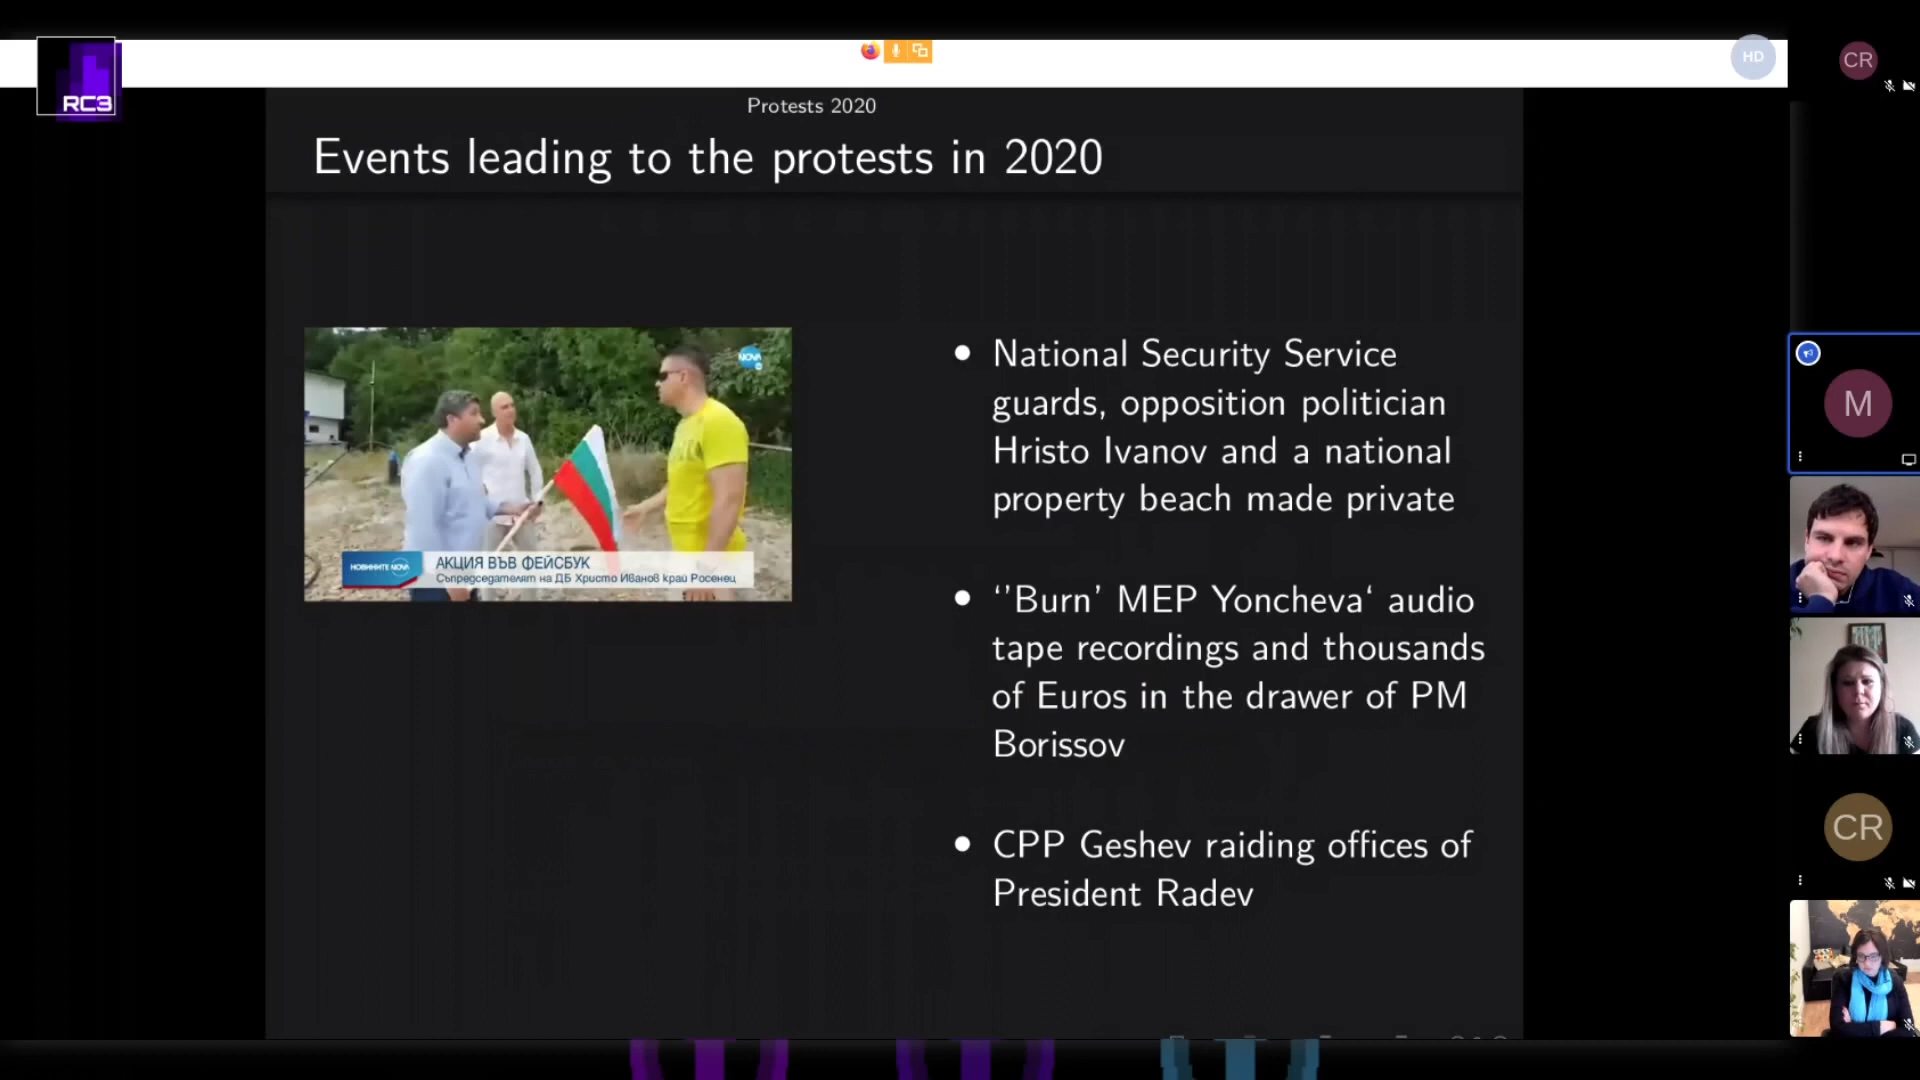 RC3
HD
CR
Protests 2020
Events leading to the protests in 2020
NOVA
НОВИНИТЕ NOVA
АКЦИЯ ВЪВ ФЕЙСБУК
Съпредседателят на ДБ Христо Иванов край Росенец
• National Security Service
guards, opposition politician
Hristo Ivanov and a national
property beach made private
• ‘’Burn’ MEP Yoncheva‘ audio
tape recordings and thousands
of Euros in the drawer of PM
Borissov
• CPP Geshev raiding offices of
President Radev
M
CR